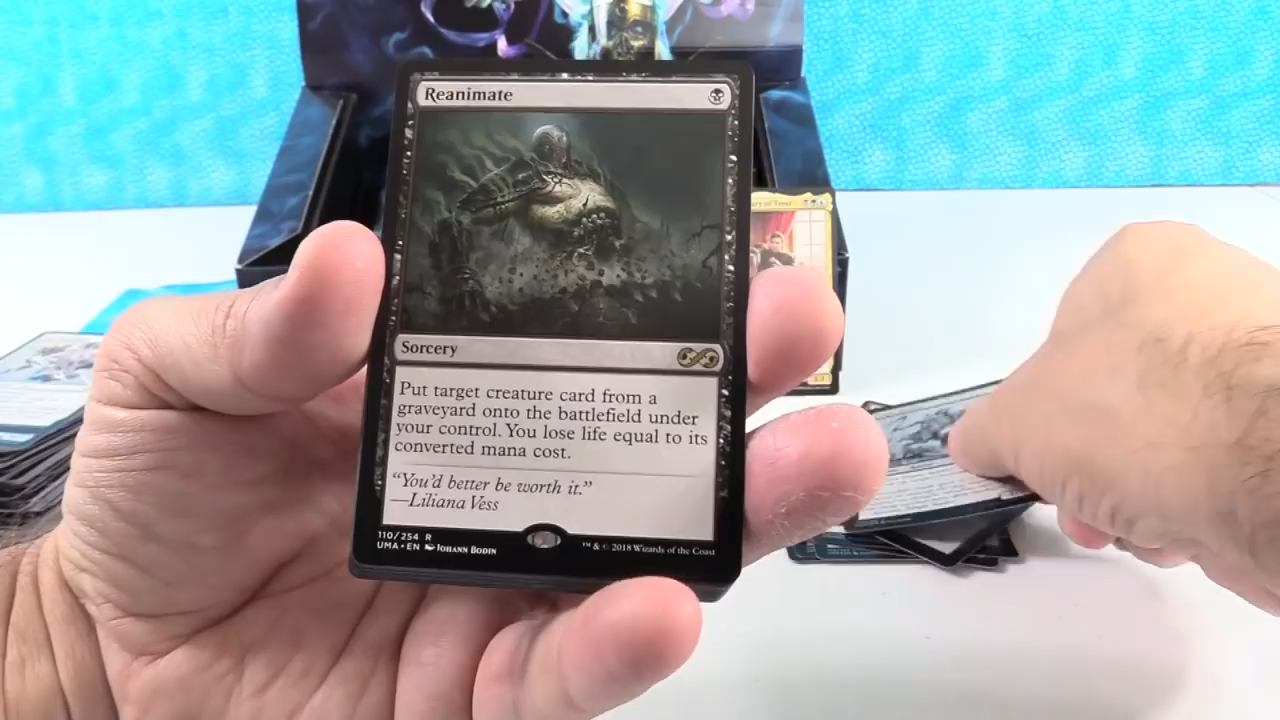 Reanimate
Sorcery
Put target creature card from a
graveyard onto the battlefield under
your control. You lose life equal to its
converted mana cost.
“You’d better be worth it.”
—Liliana Vess
110/254 R
UMA • EN Johann Bodin
™ & © 2018 Wizards of the Coast
of Trest